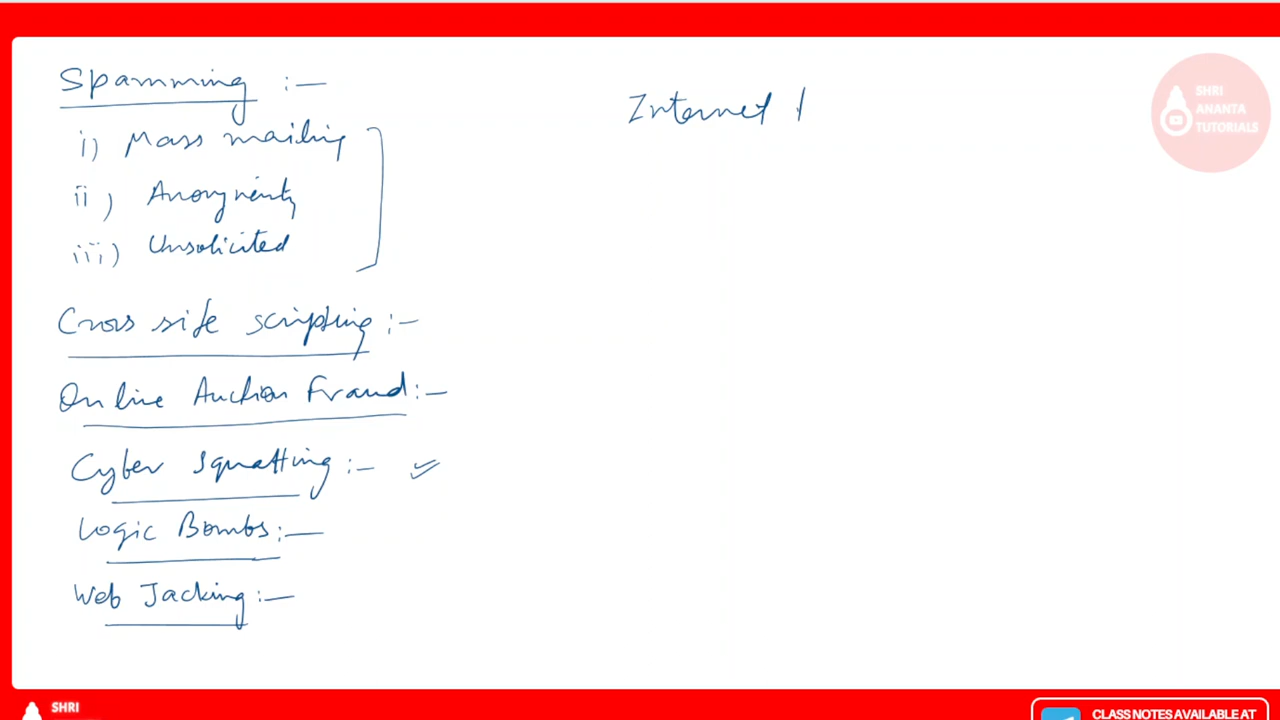 Spamming :-
i) Mass mailing
ii) Anonymity
iii) Unsolicited
Cross site scripting :-
Online Auction Fraud :-
Cyber squatting :- ✓
Logic Bombs :-
Web Jacking :-
Internet
SHRI
ANANTA
TUTORIALS
SHRI
CLASS NOTES AVAILABLE AT